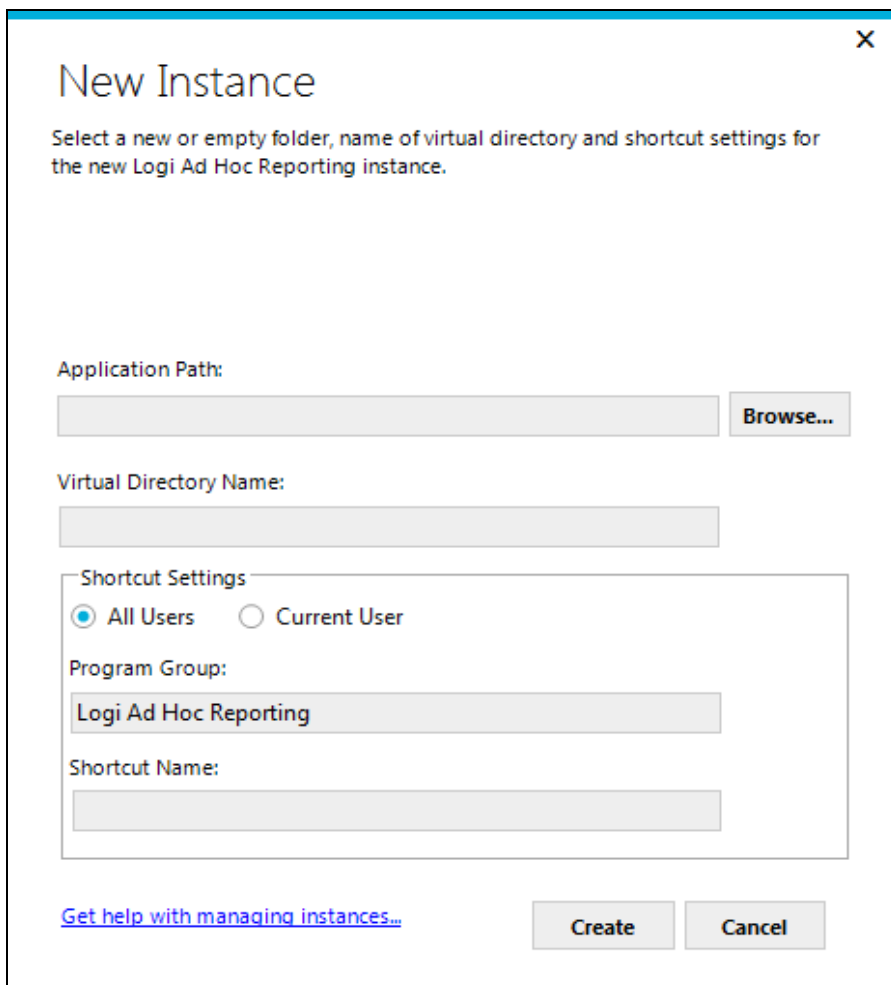 New Instance
Select a new or empty folder, name of virtual directory and shortcut settings for
the new Logi Ad Hoc Reporting instance.
Application Path:
Browse...
Virtual Directory Name:
Shortcut Settings
All Users Current User
Program Group:
Logi Ad Hoc Reporting
Shortcut Name:
Get help with managing instances... Create Cancel